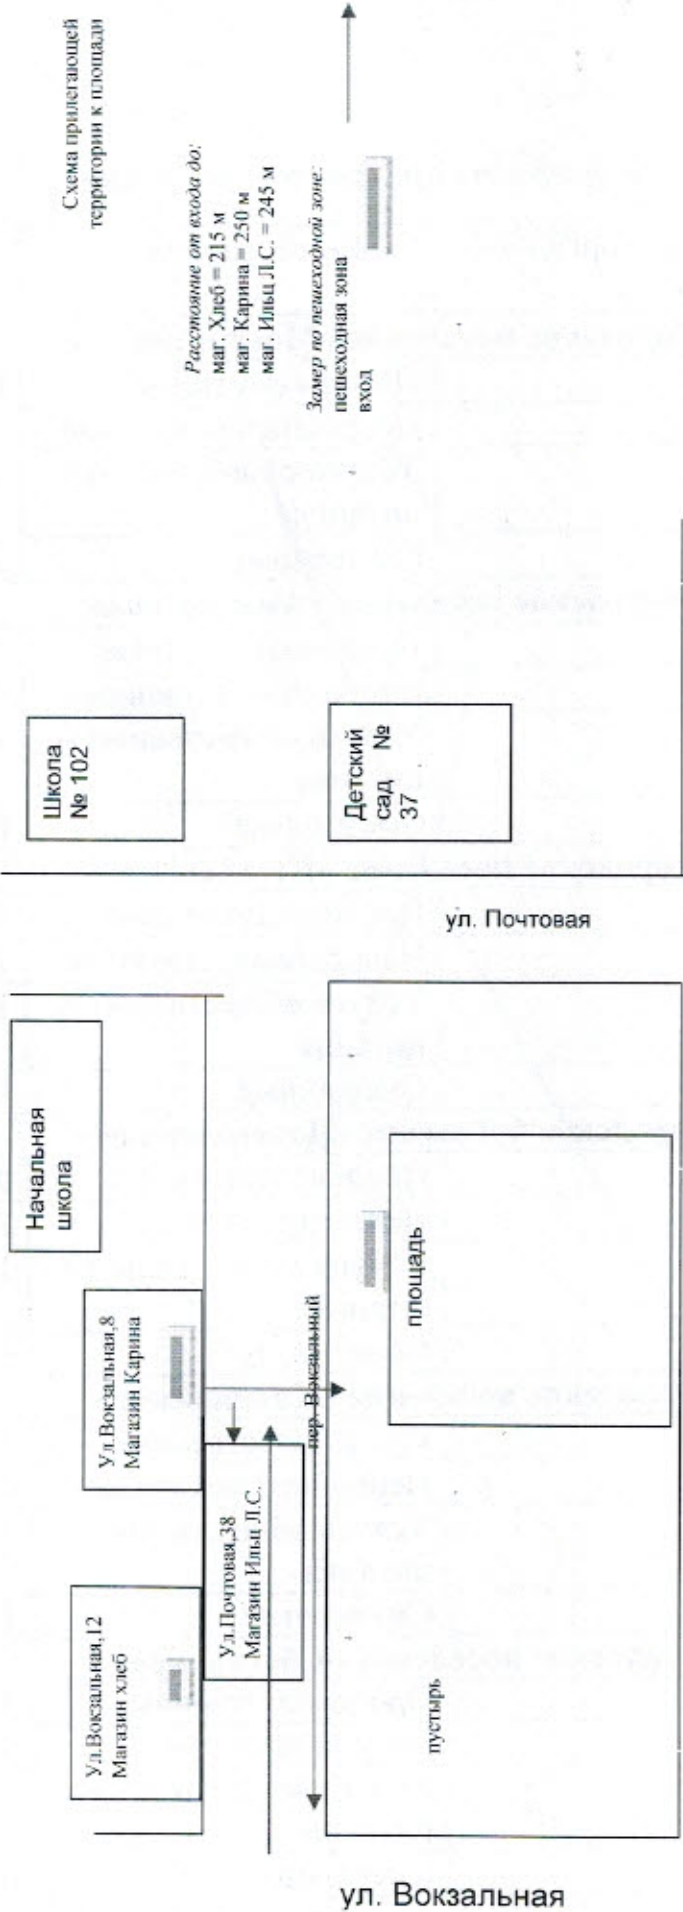 Схема прилегающей
территории к площади
Расстояние от входа до:
маг. Хлеб = 215 м
маг. Карина = 250 м
маг. Ильц Л.С. = 245 м
Замер по пешеходной зоне:
пешеходная зона
вход
Школа
№ 102
Детский
сад №
37
ул. Почтовая
Начальная
школа
Ул.Вокзальная,8
Магазин Карина
Ул.Вокзальная,12
Магазин хлеб
Ул.Почтовая,38
Магазин Ильц Л.С.
пер. Вокзальный
площадь
пустырь
ул. Вокзальная